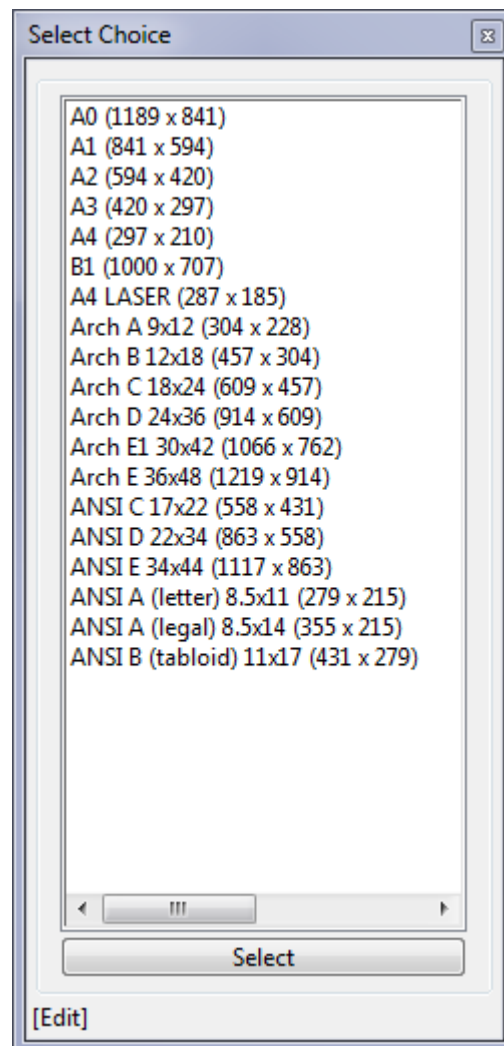 Select Choice
A0 (1189 x 841)
A1 (841 x 594)
A2 (594 x 420)
A3 (420 x 297)
A4 (297 x 210)
B1 (1000 x 707)
A4 LASER (287 x 185)
Arch A 9x12 (304 x 228)
Arch B 12x18 (457 x 304)
Arch C 18x24 (609 x 457)
Arch D 24x36 (914 x 609)
Arch E1 30x42 (1066 x 762)
Arch E 36x48 (1219 x 914)
ANSI C 17x22 (558 x 431)
ANSI D 22x34 (863 x 558)
ANSI E 34x44 (1117 x 863)
ANSI A (letter) 8.5x11 (279 x 215)
ANSI A (legal) 8.5x14 (355 x 215)
ANSI B (tabloid) 11x17 (431 x 279)
Select
[Edit]